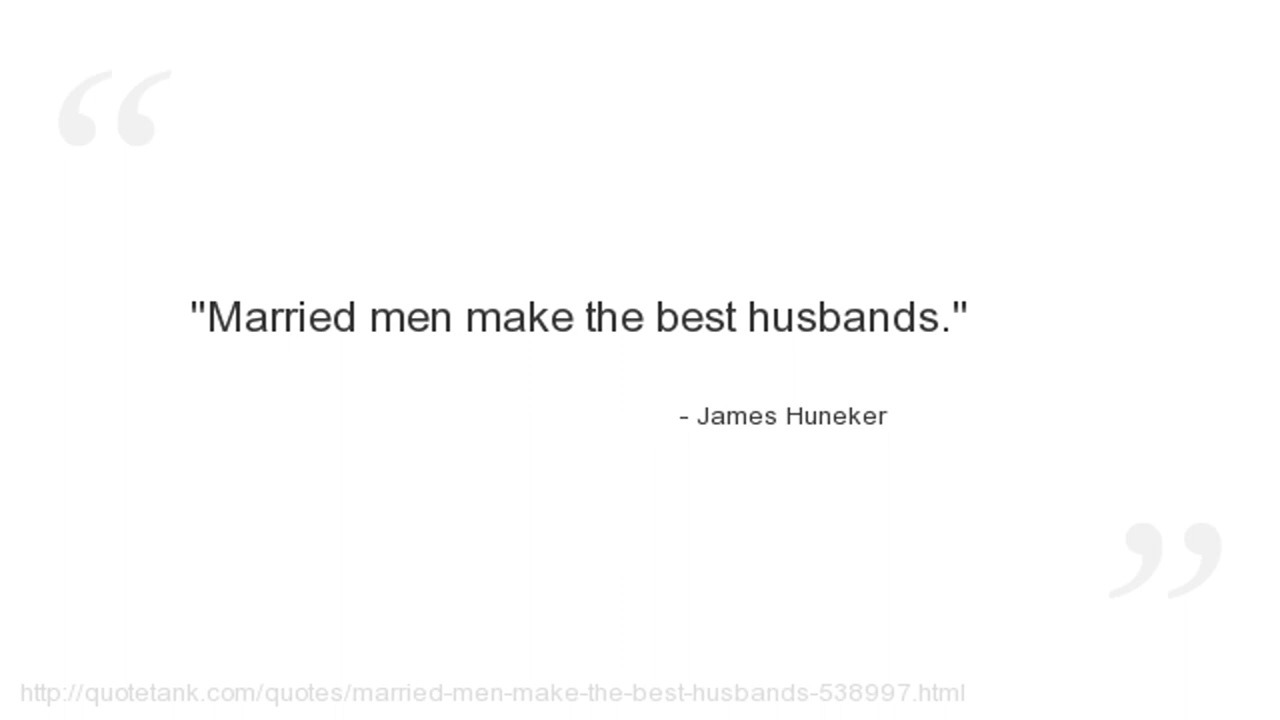 "Married men make the best husbands."
- James Huneker
http://quotetank.com/quotes/married-men-make-the-best-husbands-538997.html